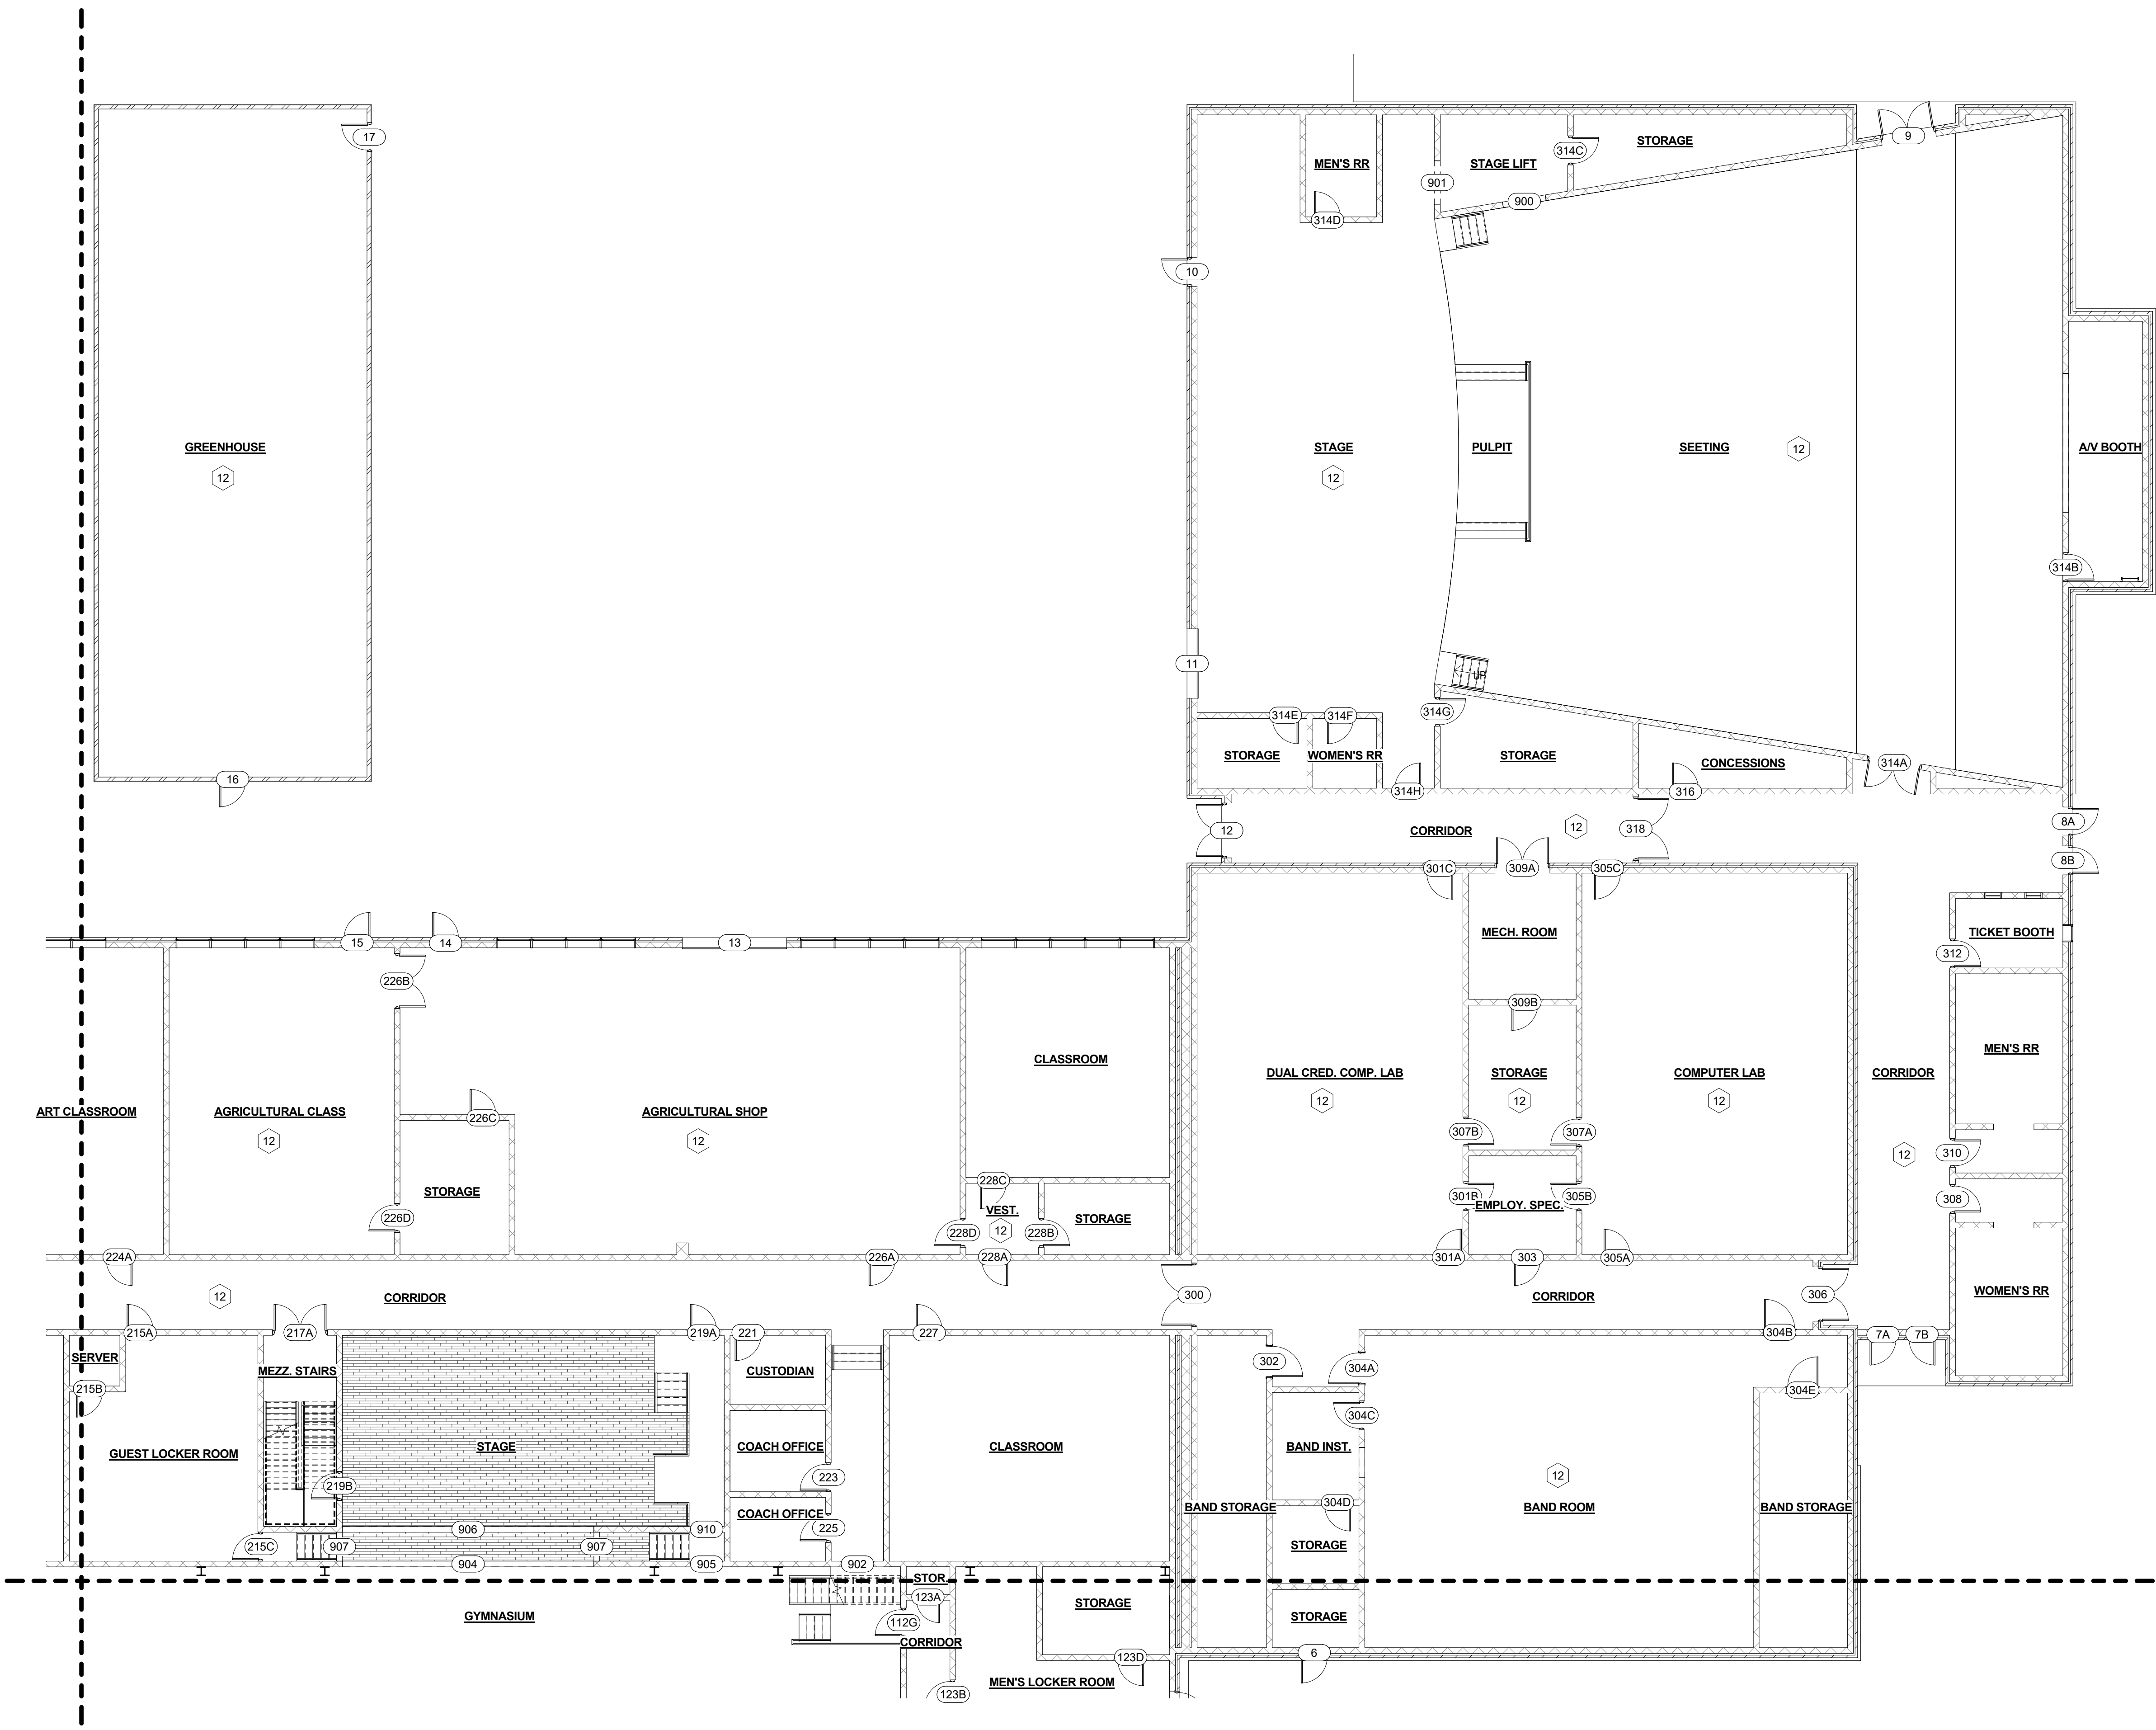 17
9
MEN'S RR
STAGE LIFT
314C
STORAGE
901
900
314D
10
GREENHOUSE
12
STAGE
12
PULPIT
SEETING
12
A/V BOOTH
314B
11
UP
314E
314F
314G
STORAGE
WOMEN'S RR
STORAGE
CONCESSIONS
314A
16
314H
316
12
CORRIDOR
12
318
8A
8B
301C
309A
305C
15
14
13
MECH. ROOM
TICKET BOOTH
312
226B
309B
CLASSROOM
MEN'S RR
DUAL CRED. COMP. LAB
12
STORAGE
12
COMPUTER LAB
12
CORRIDOR
12
ART CLASSROOM
AGRICULTURAL CLASS
12
226C
AGRICULTURAL SHOP
12
307B
307A
310
STORAGE
228C
301B
305B
EMPLOY. SPEC.
308
226D
VEST.
12
STORAGE
228D
228B
224A
226A
228A
301A
303
305A
12
CORRIDOR
300
CORRIDOR
306
WOMEN'S RR
215A
217A
219A
221
227
304B
7A
7B
SERVER
MEZZ. STAIRS
CUSTODIAN
302
304A
215B
304E
304C
GUEST LOCKER ROOM
STAGE
COACH OFFICE
CLASSROOM
BAND INST.
12
219B
223
COACH OFFICE
BAND STORAGE
304D
BAND ROOM
BAND STORAGE
906
910
225
215C
907
907
STORAGE
904
905
902
STOR.
123A
GYMNASIUM
112G
STORAGE
STORAGE
CORRIDOR
123D
6
MEN'S LOCKER ROOM
123B